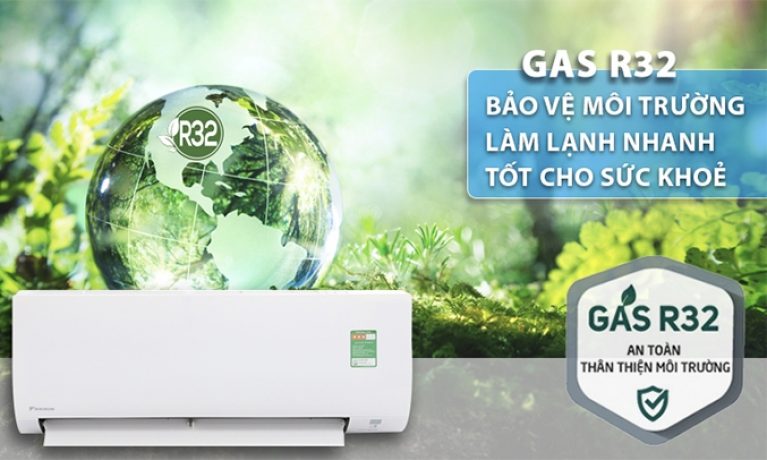 GAS R32
BẢO VỆ MÔI TRƯỜNG
LÀM LẠNH NHANH
TỐT CHO SỨC KHOẺ
R32
GAS R32
AN TOÀN
THÂN THIỆN MÔI TRƯỜNG
DAIKIN